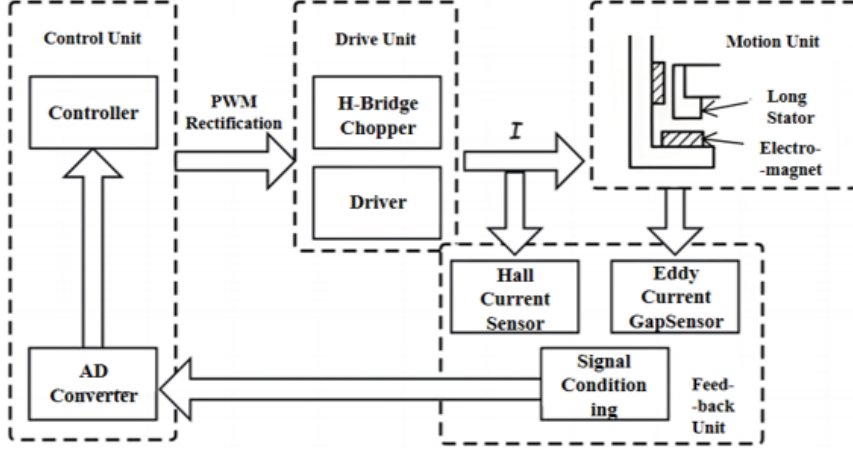 Control Unit
Controller
AD
Converter
PWM
Rectification
Drive Unit
H-Bridge
Chopper
Driver
I
Motion Unit
Long
Stator
Electro-
-magnet
Hall
Current
Sensor
Eddy
Current
GapSensor
Signal
Condition
ing
Feed-
-back
Unit